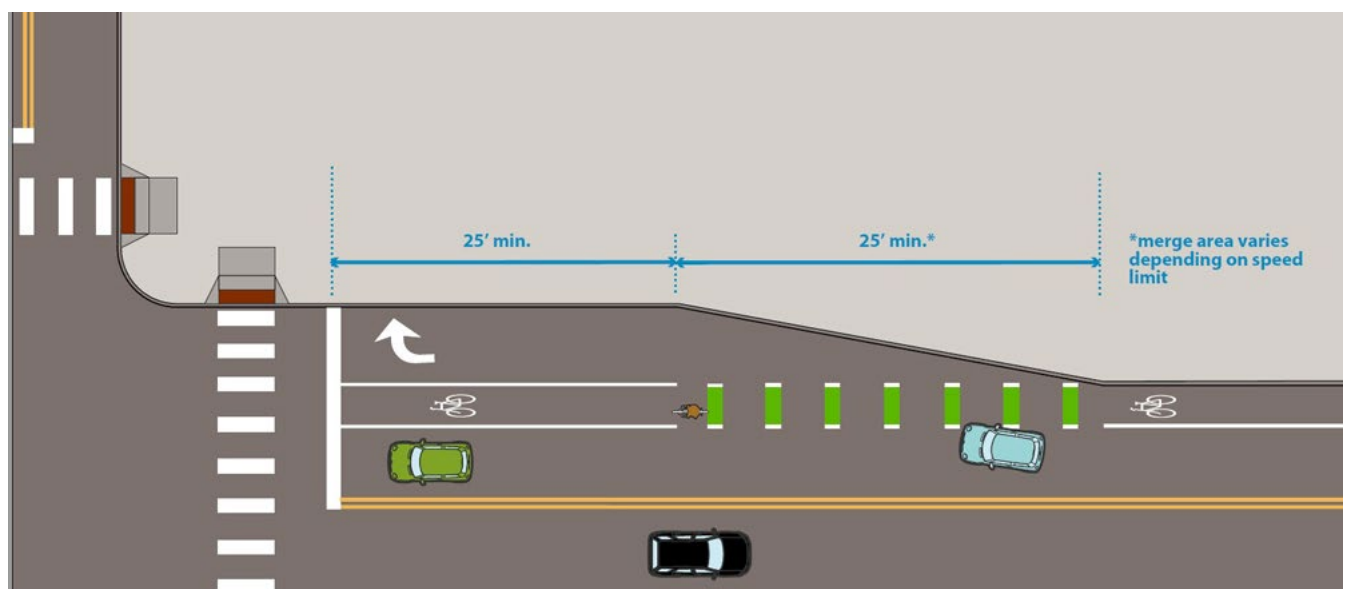 25’ min.
25’ min.*
*merge area varies
depending on speed
limit